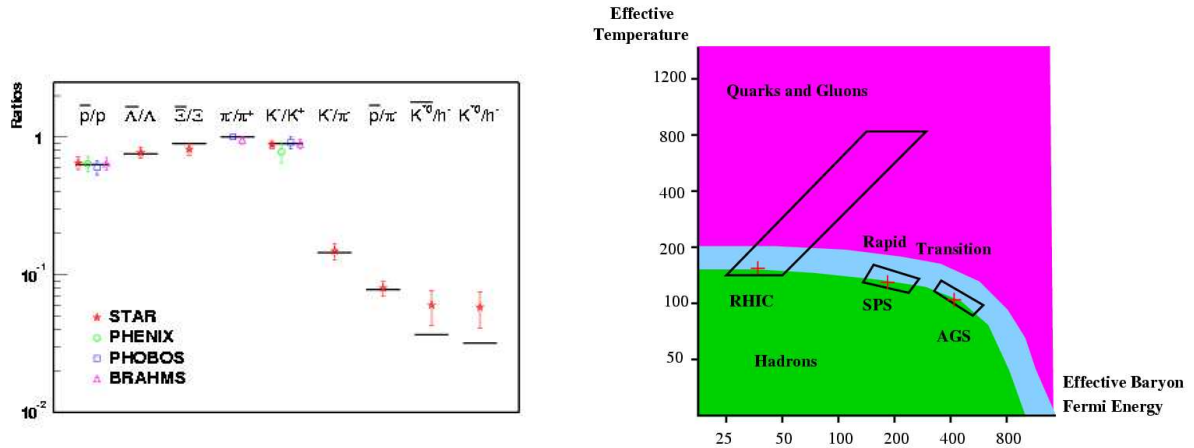 Ratios
p̅/p Λ̅/Λ Ξ̅/Ξ π⁻/π⁺ K⁻/K⁺ K⁻/π⁻ p̅/π⁻ K̅*⁰/h⁻ K*⁰/h⁻
1
10⁻¹
10⁻²
STAR
PHENIX
PHOBOS
BRAHMS
Effective
Temperature
1200
800
400
200
100
50
Quarks and Gluons
Rapid Transition
RHIC
SPS
AGS
Hadrons
Effective Baryon
Fermi Energy
25 50 100 200 400 800